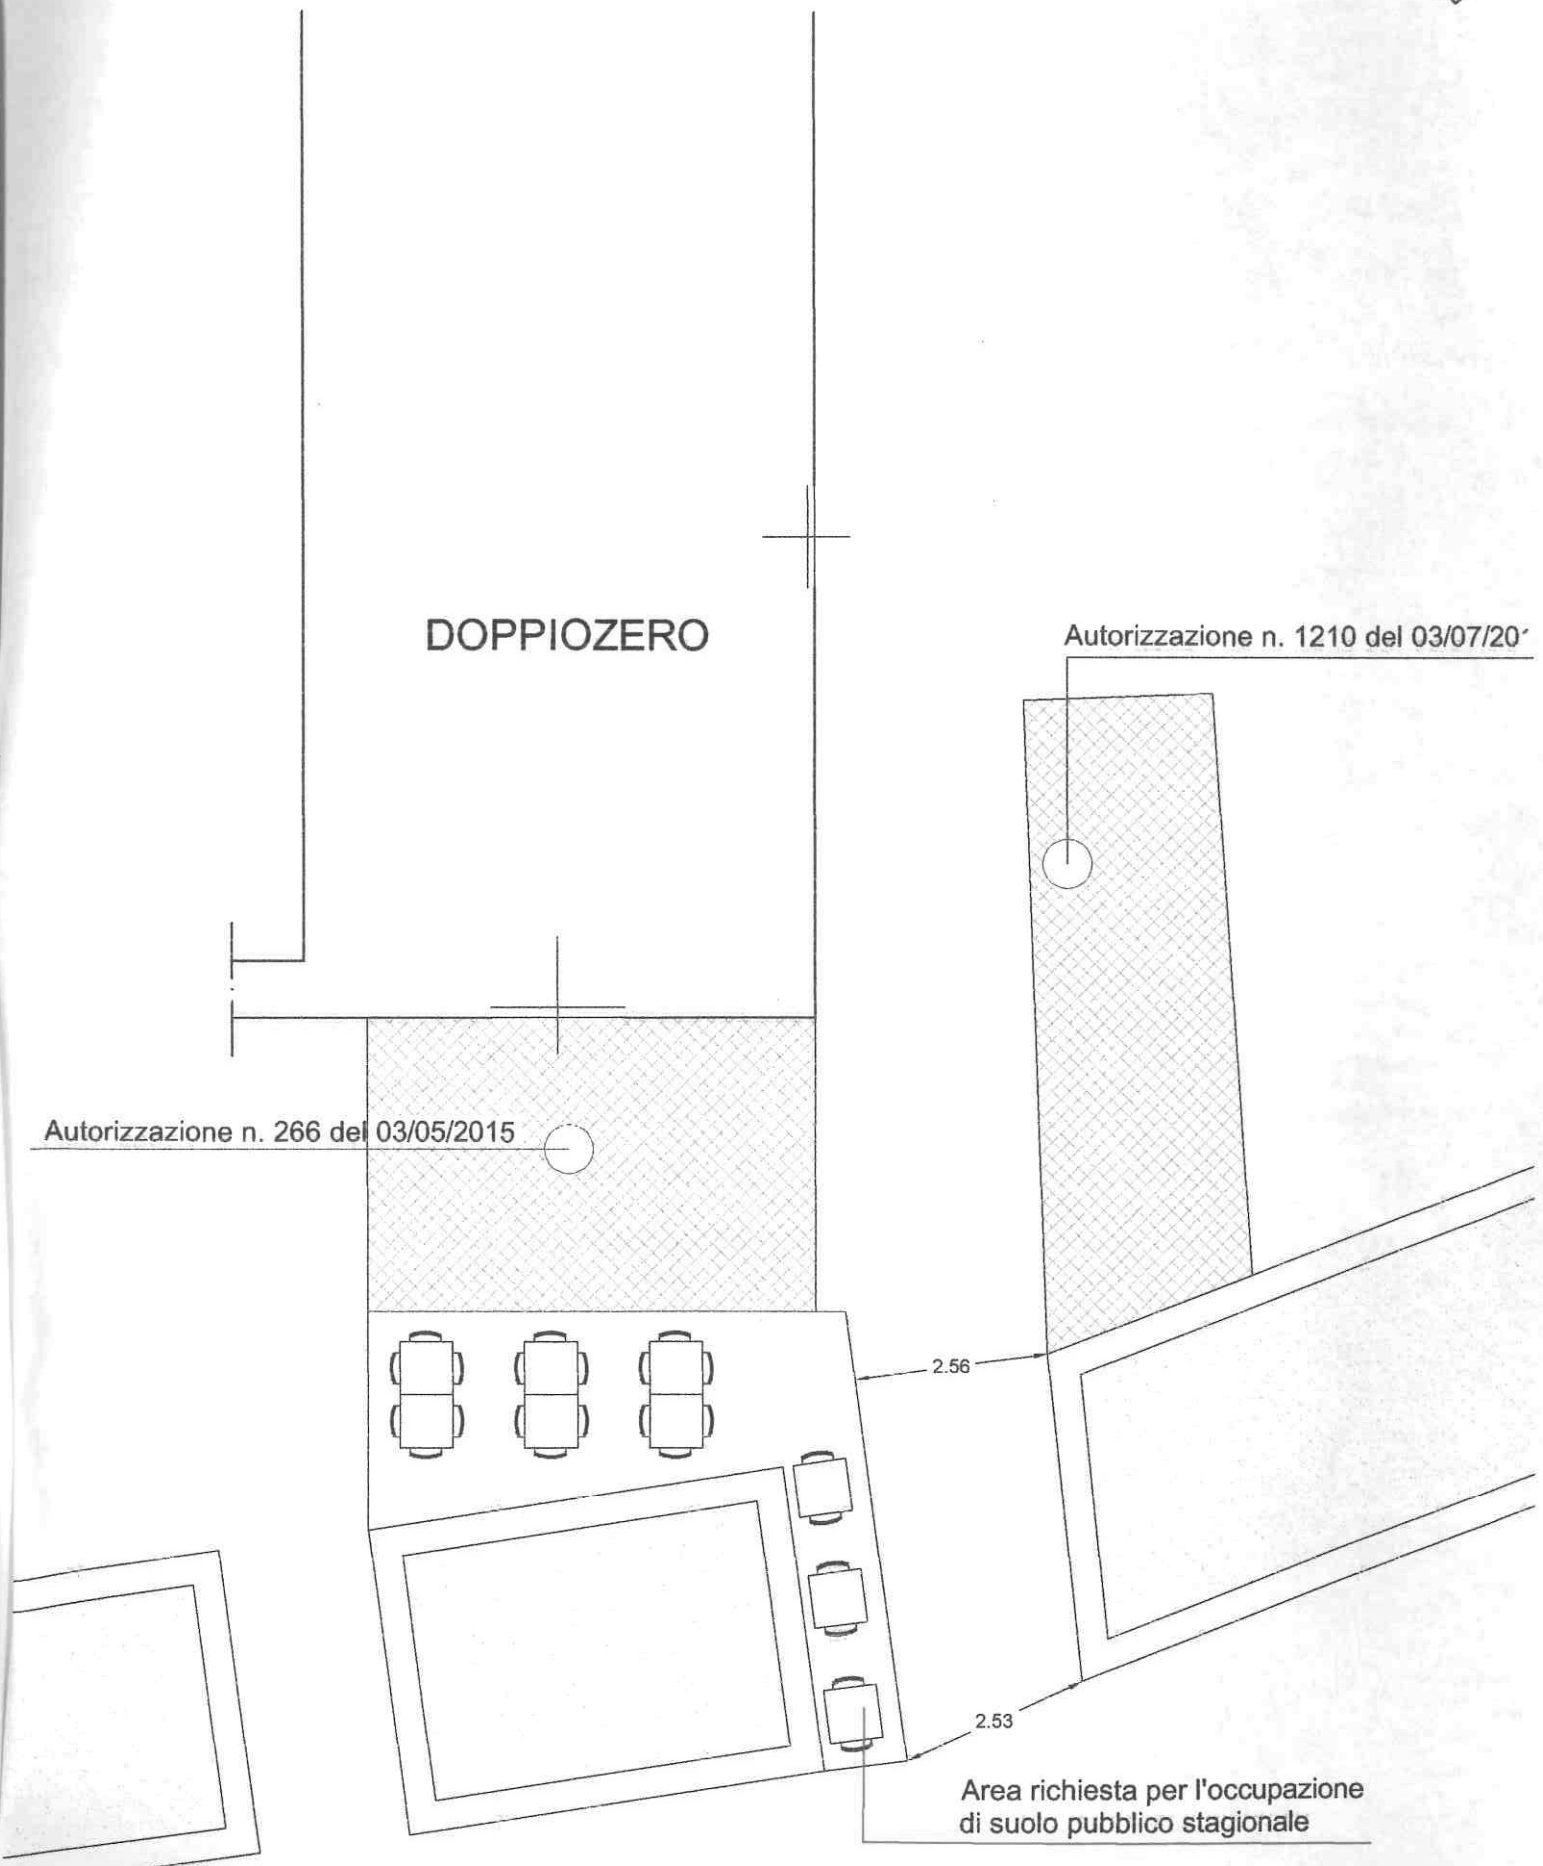 DOPPIOZERO
Autorizzazione n. 1210 del 03/07/20
Autorizzazione n. 266 del 03/05/2015
2.56
2.53
Area richiesta per l'occupazione
di suolo pubblico stagionale